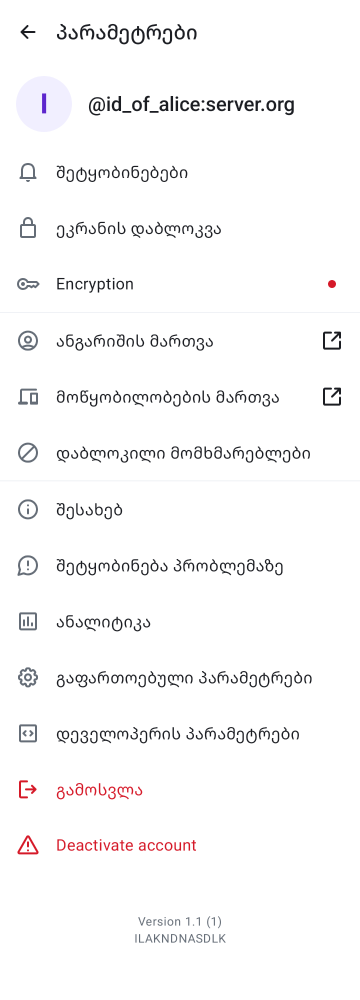 პარამეტრები
I
@id_of_alice:server.org
შეტყობინებები
ეკრანის დაბლოკვა
Encryption
ანგარიშის მართვა
მოწყობილობების მართვა
დაბლოკილი მომხმარებლები
შესახებ
შეტყობინება პრობლემაზე
ანალიტიკა
გაფართოებული პარამეტრები
დეველოპერის პარამეტრები
გამოსვლა
Deactivate account
Version 1.1 (1)
ILAKNDNASDLK